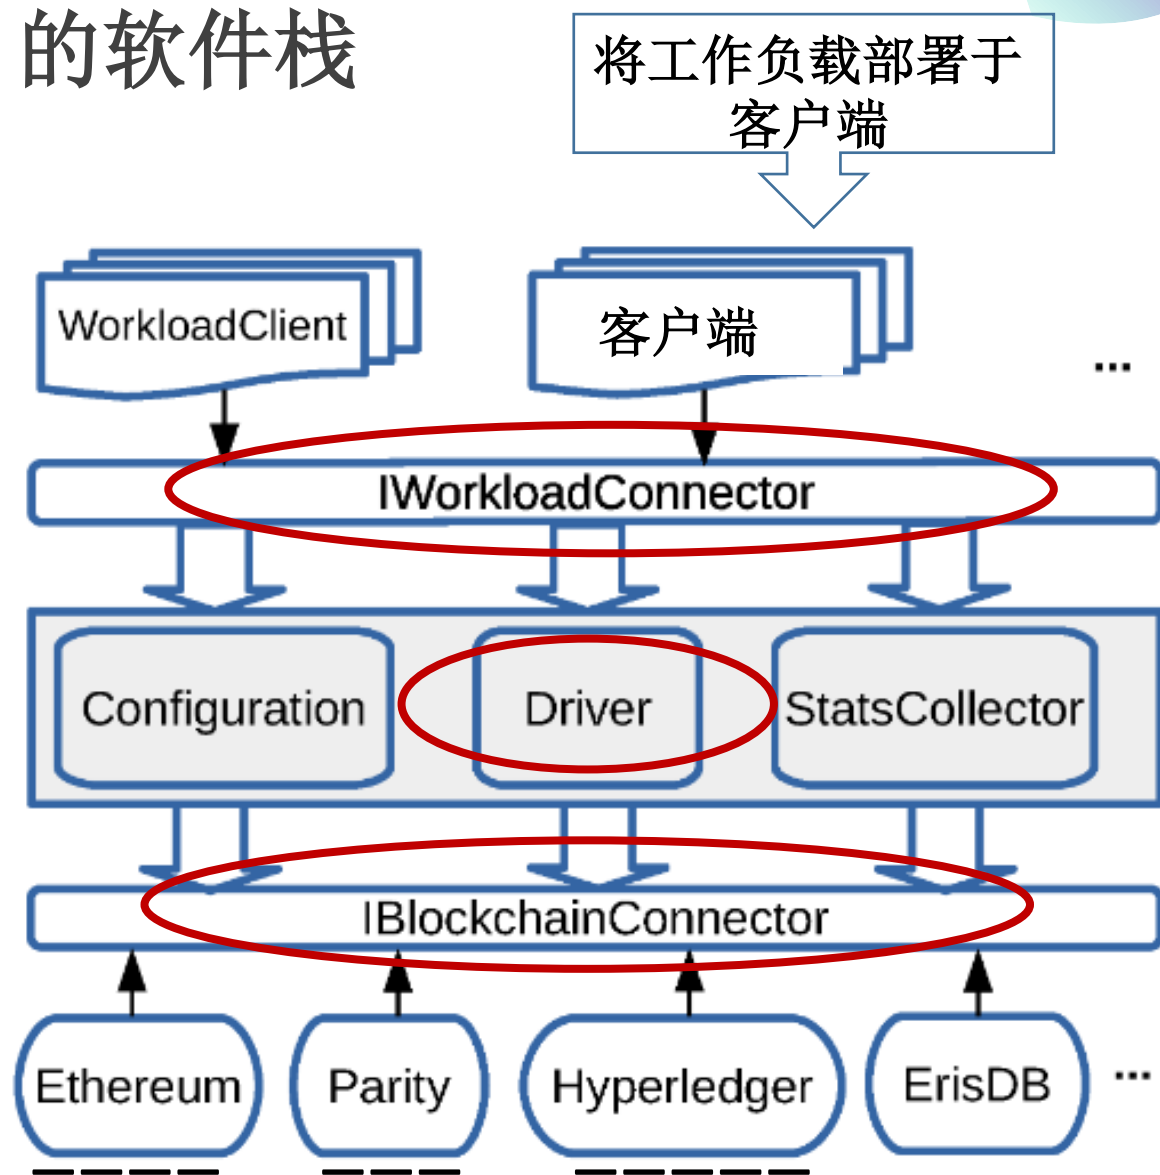 的软件栈
将工作负载部署于
客户端
WorkloadClient
客户端
...
IWorkloadConnector
Configuration
Driver
StatsCollector
IBlockchainConnector
Ethereum
Parity
Hyperledger
ErisDB
...